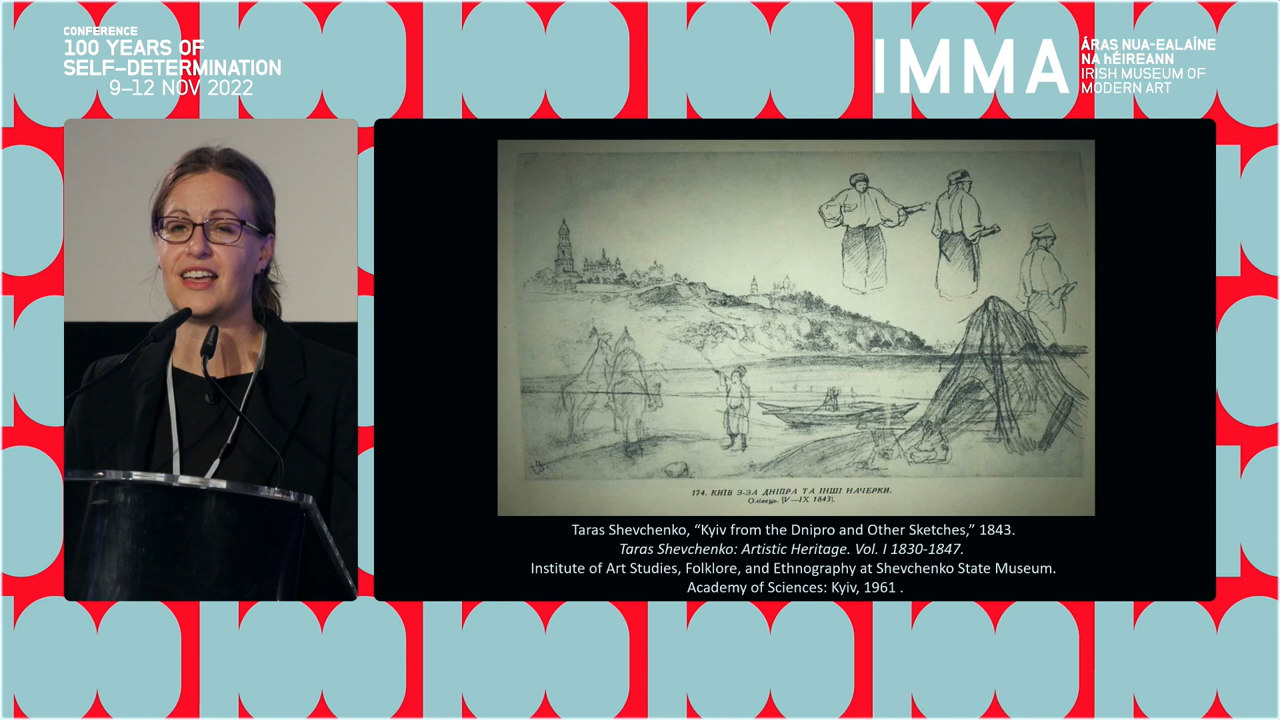 CONFERENCE
100 YEARS OF
SELF–DETERMINATION
9–12 NOV 2022
IMMA
ÁRAS NUA-EALAÍNE
NA hÉIREANN
IRISH MUSEUM OF
MODERN ART
174. КИЇВ З-ЗА ДНІПРА ТА ІНШІ НАЧЕРКИ.
Олівець. [V—IX 1843].
Taras Shevchenko, “Kyiv from the Dnipro and Other Sketches,” 1843.
Taras Shevchenko: Artistic Heritage. Vol. I 1830-1847.
Institute of Art Studies, Folklore, and Ethnography at Shevchenko State Museum.
Academy of Sciences: Kyiv, 1961 .